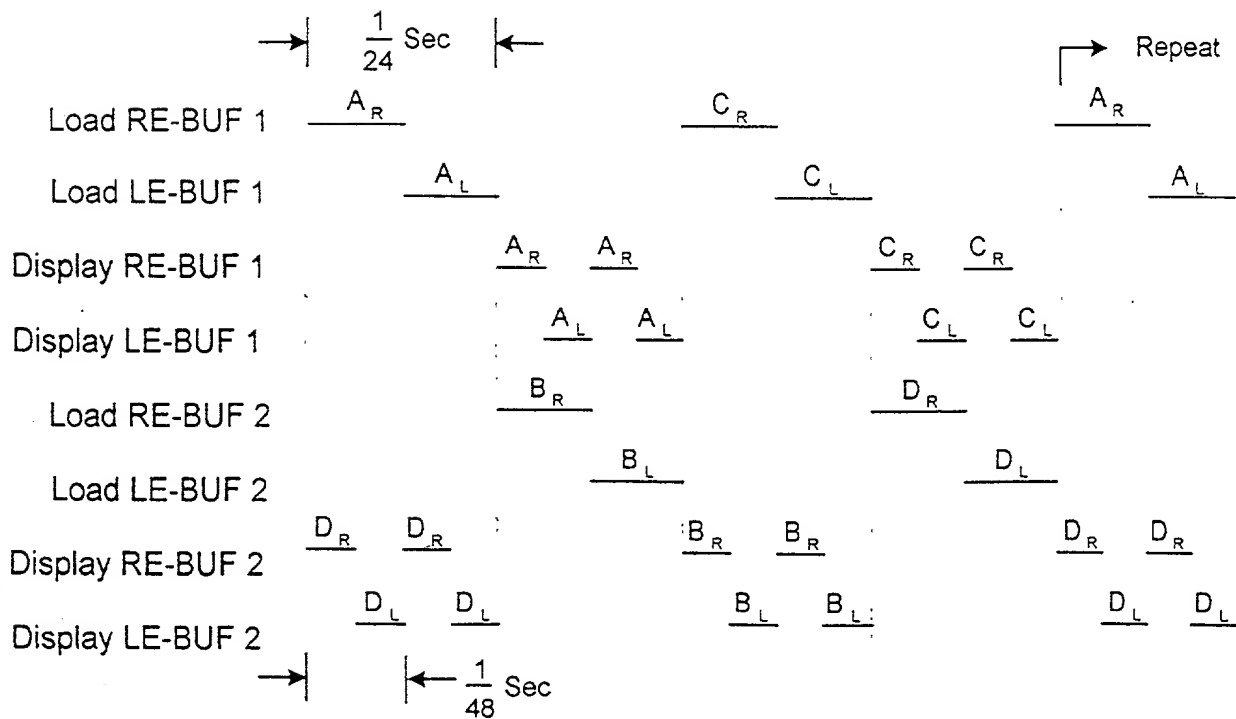 1/24 Sec
Repeat
Load RE-BUF 1 A_R C_R A_R
Load LE-BUF 1 A_L C_L A_L
Display RE-BUF 1 A_R A_R C_R C_R
Display LE-BUF 1 A_L A_L C_L C_L
Load RE-BUF 2 B_R D_R
Load LE-BUF 2 B_L D_L
Display RE-BUF 2 D_R D_R B_R B_R D_R D_R
Display LE-BUF 2 D_L D_L B_L B_L D_L D_L
1/48 Sec